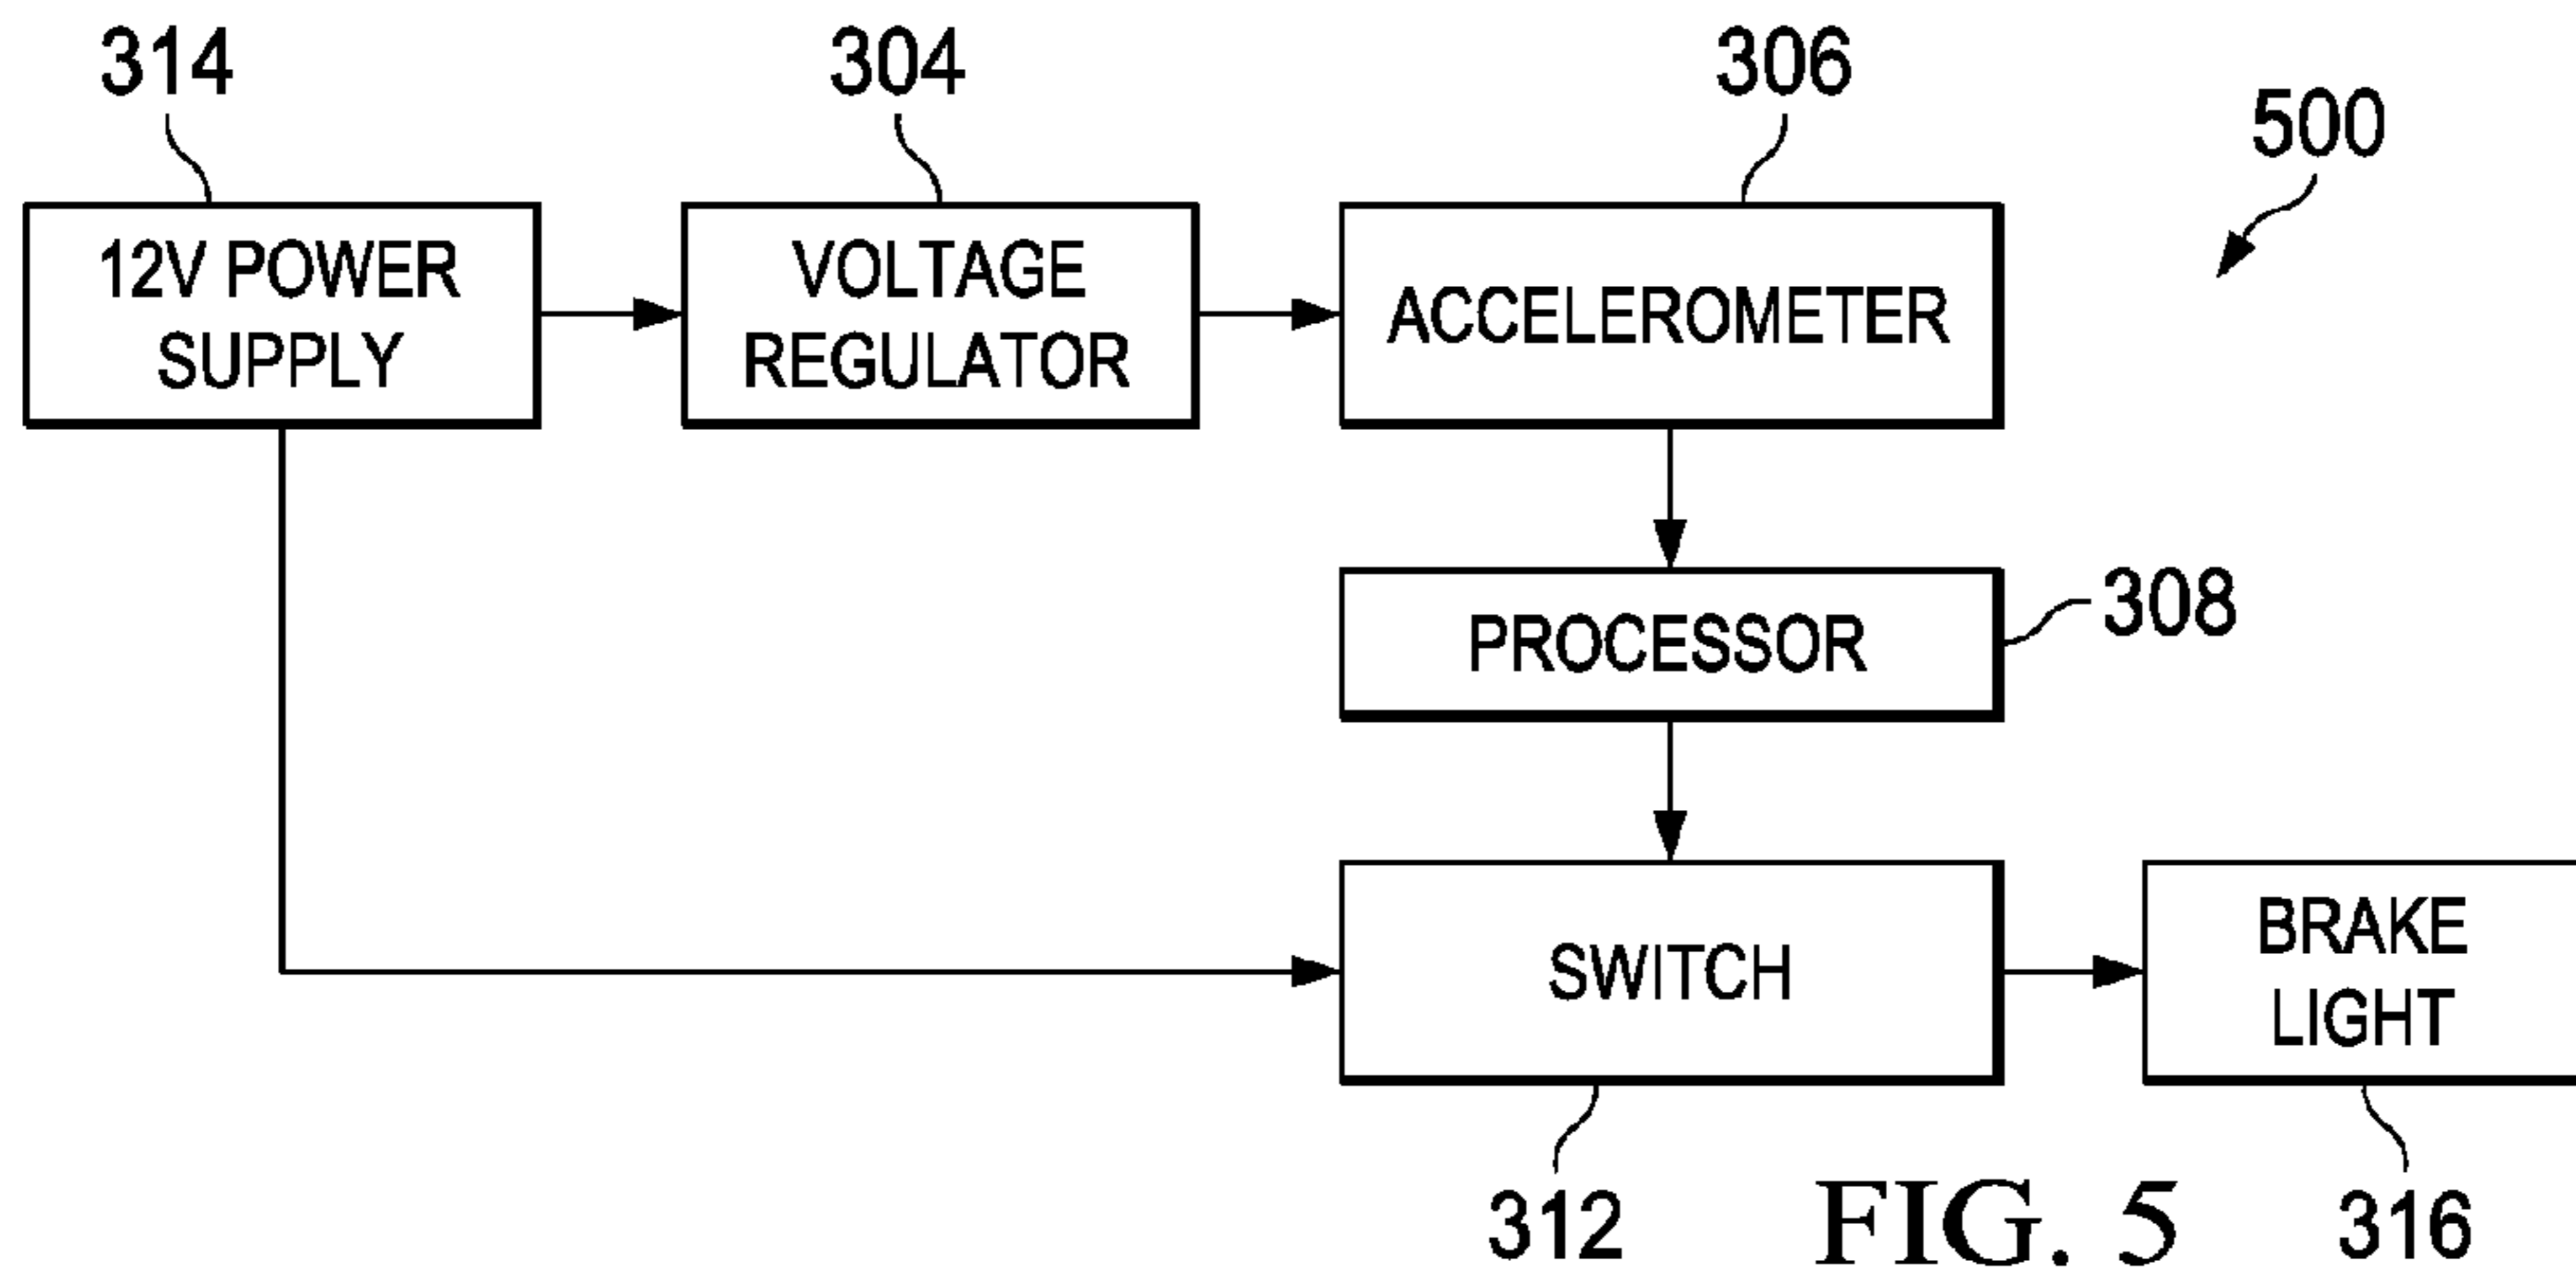 314
304
306
500
12V POWER
SUPPLY
VOLTAGE
REGULATOR
ACCELEROMETER
PROCESSOR
308
SWITCH
BRAKE
LIGHT
312
FIG. 5
316